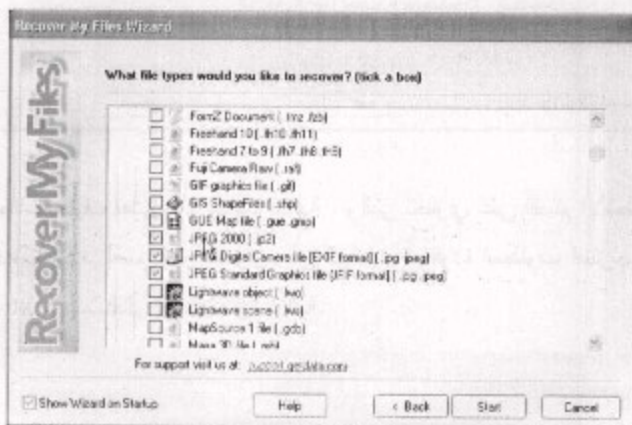 Recover My Files Wizard
Recover My Files
What file types would you like to recover? (tick a box)
FormZ Document ( .fmz .fzb)
Freehand 10 ( .fh10 .fh11)
Freehand 7 to 9 ( .fh7 .fh8 .fh9)
Fuji Camera Raw ( .raf)
GIF graphics file ( .gif)
GIS ShapeFiles ( .shp)
GUE Map file ( .gue .gmp)
JPEG 2000 ( .jp2)
JPEG Digital Camera file (EXIF format) ( .jpg .jpeg)
JPEG Standard Graphics file (JFIF format) ( .jpg .jpeg)
Lightwave object ( .lwo)
Lightwave scene ( .lws)
MapSource 1 file ( .gdb)
For support visit us at: support.getdata.com
Show Wizard on Startup
Help
< Back
Start
Cancel